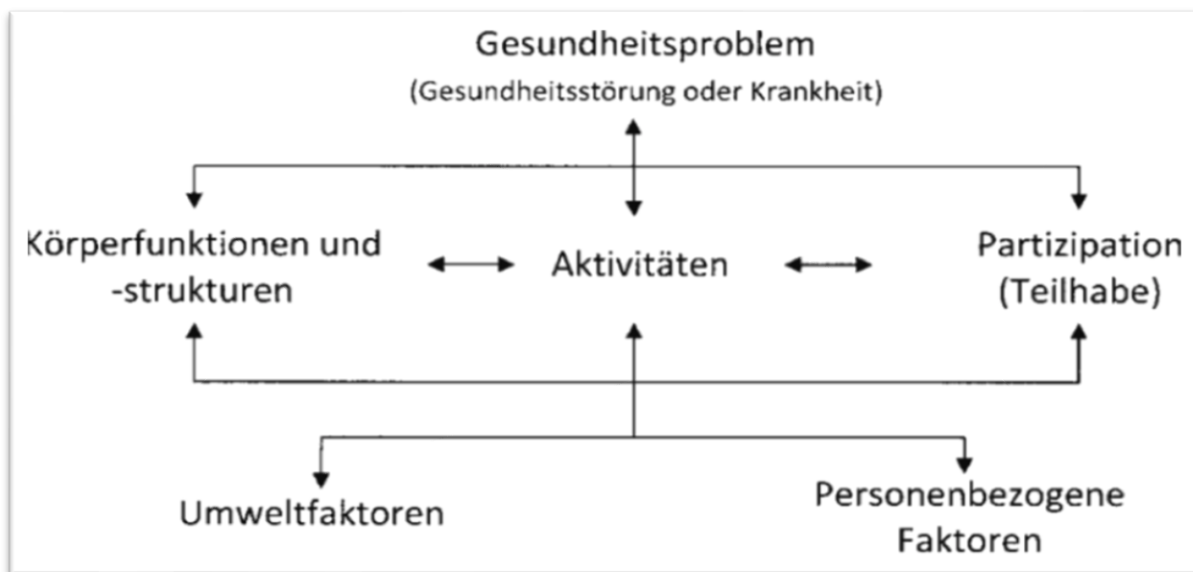 Gesundheitsproblem
(Gesundheitsstörung oder Krankheit)
Körperfunktionen und
-strukturen
Aktivitäten
Partizipation
(Teilhabe)
Umweltfaktoren
Personenbezogene
Faktoren